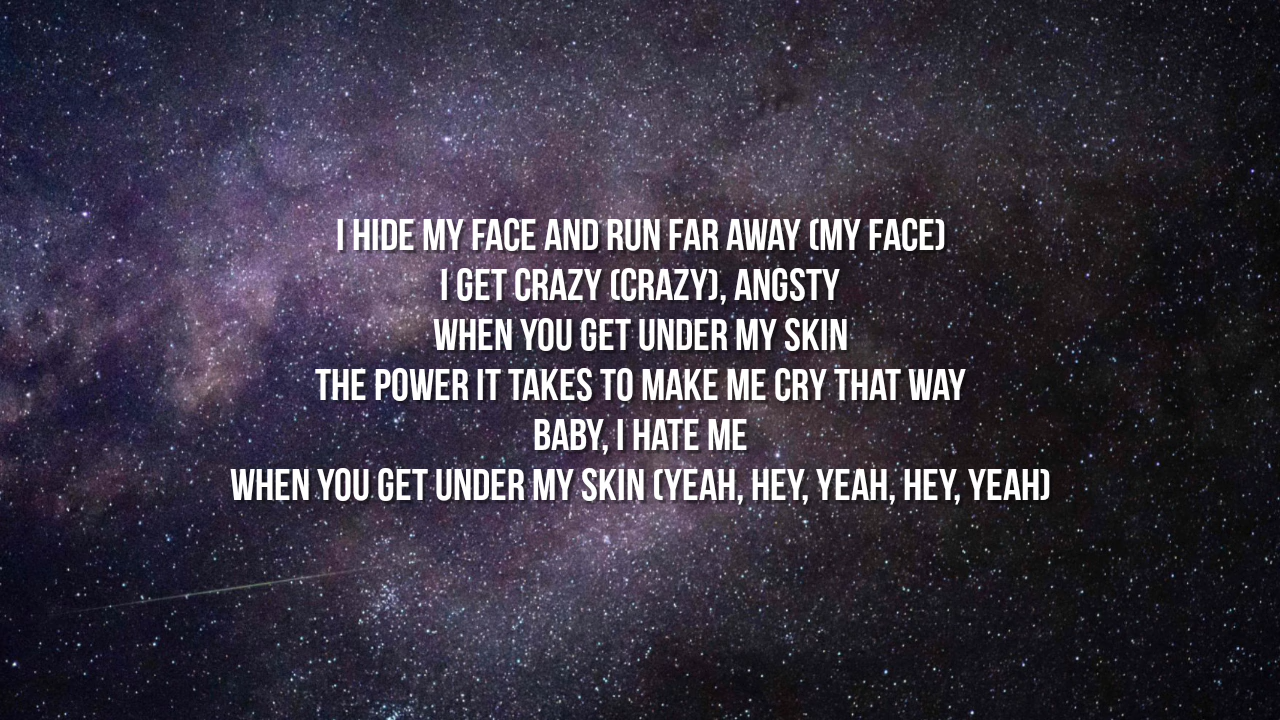 I HIDE MY FACE AND RUN FAR AWAY (MY FACE)
I GET CRAZY (CRAZY), ANGSTY
WHEN YOU GET UNDER MY SKIN
THE POWER IT TAKES TO MAKE ME CRY THAT WAY
BABY, I HATE ME
WHEN YOU GET UNDER MY SKIN (YEAH, HEY, YEAH, HEY, YEAH)